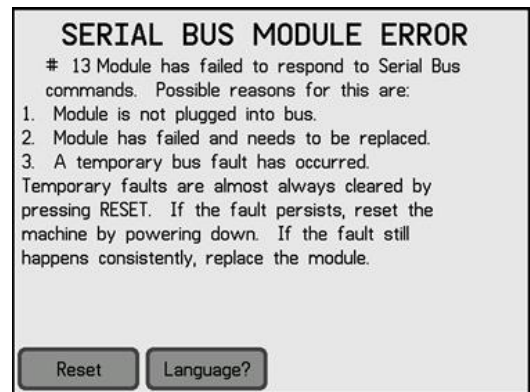 SERIAL BUS MODULE ERROR
# 13 Module has failed to respond to Serial Bus
commands. Possible reasons for this are:
1. Module is not plugged into bus.
2. Module has failed and needs to be replaced.
3. A temporary bus fault has occurred.
Temporary faults are almost always cleared by
pressing RESET. If the fault persists, reset the
machine by powering down. If the fault still
happens consistently, replace the module.
Reset
Language?